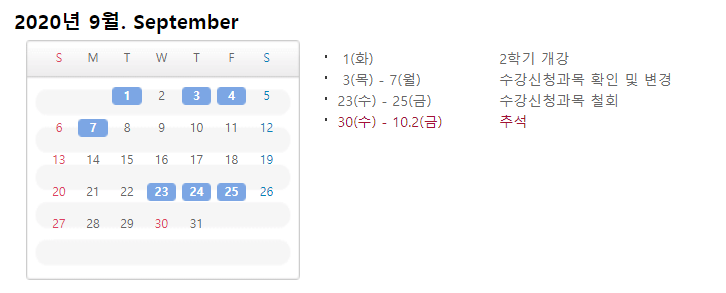 2020년 9월. September
S M T W T F S
1 2 3 4 5
6 7 8 9 10 11 12
13 14 15 16 17 18 19
20 21 22 23 24 25 26
27 28 29 30 31
· 1(화) 2학기 개강
· 3(목) - 7(월) 수강신청과목 확인 및 변경
· 23(수) - 25(금) 수강신청과목 철회
· 30(수) - 10.2(금) 추석